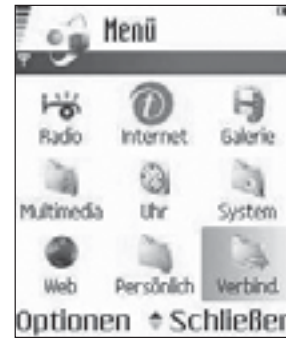 Menü
Radio Internet Galerie
Multimedia Uhr System
Web Persönlich Verbind.
Optionen Schließen